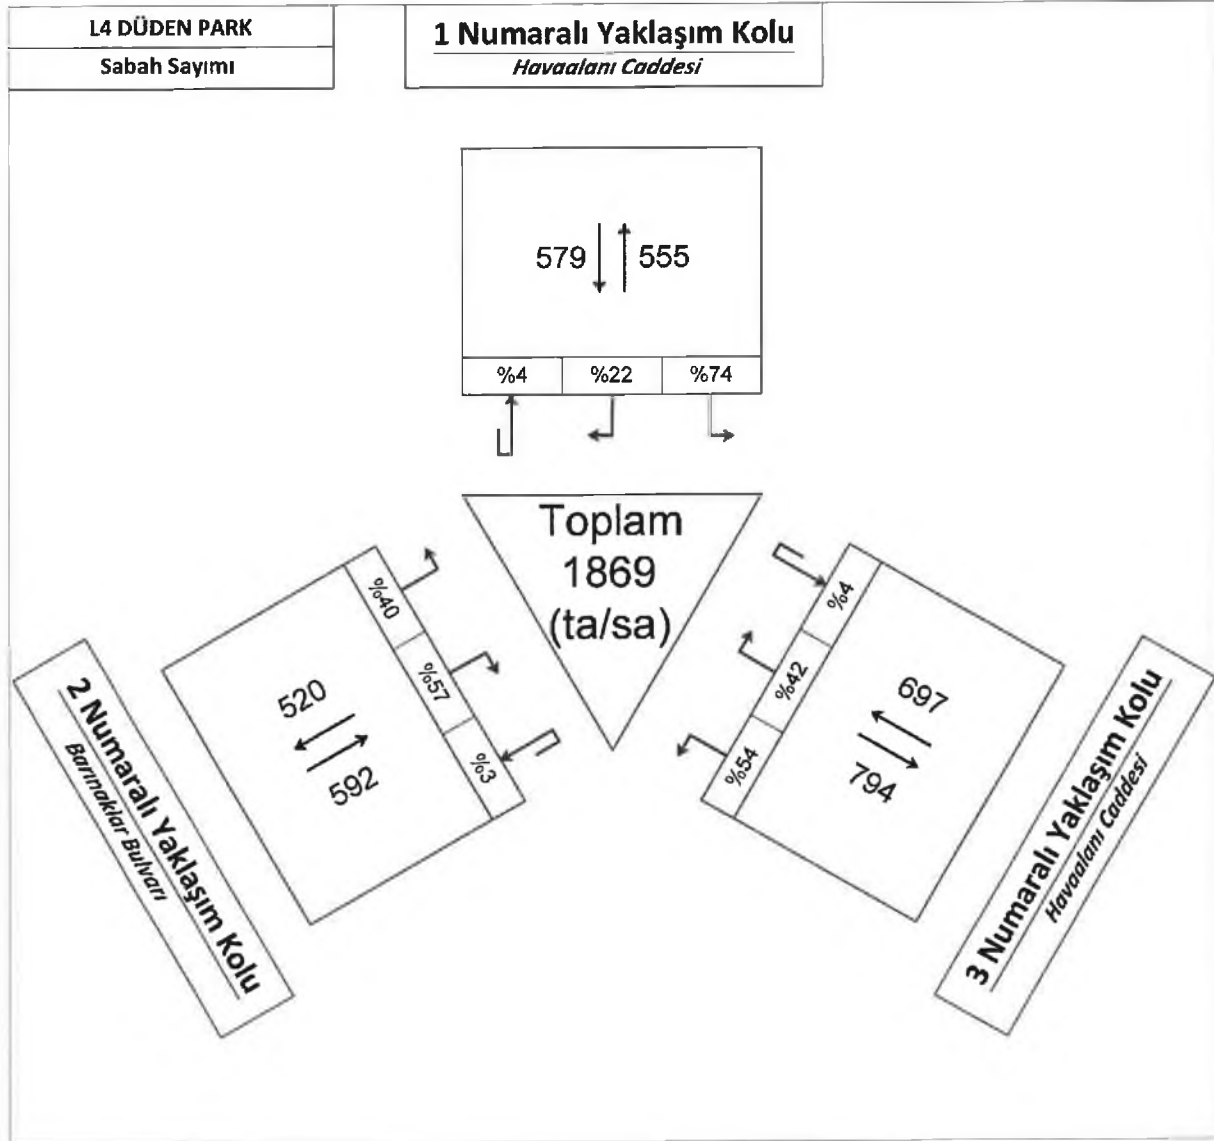 L4 DÜDEN PARK
Sabah Sayımı
1 Numaralı Yaklaşım Kolu
Havaalanı Caddesi
579
555
%4
%22
%74
Toplam
1869
(ta/sa)
%40
%57
%3
520
592
2 Numaralı Yaklaşım Kolu
Barınaklar Bulvarı
%4
%42
%54
697
794
3 Numaralı Yaklaşım Kolu
Havaalanı Caddesi